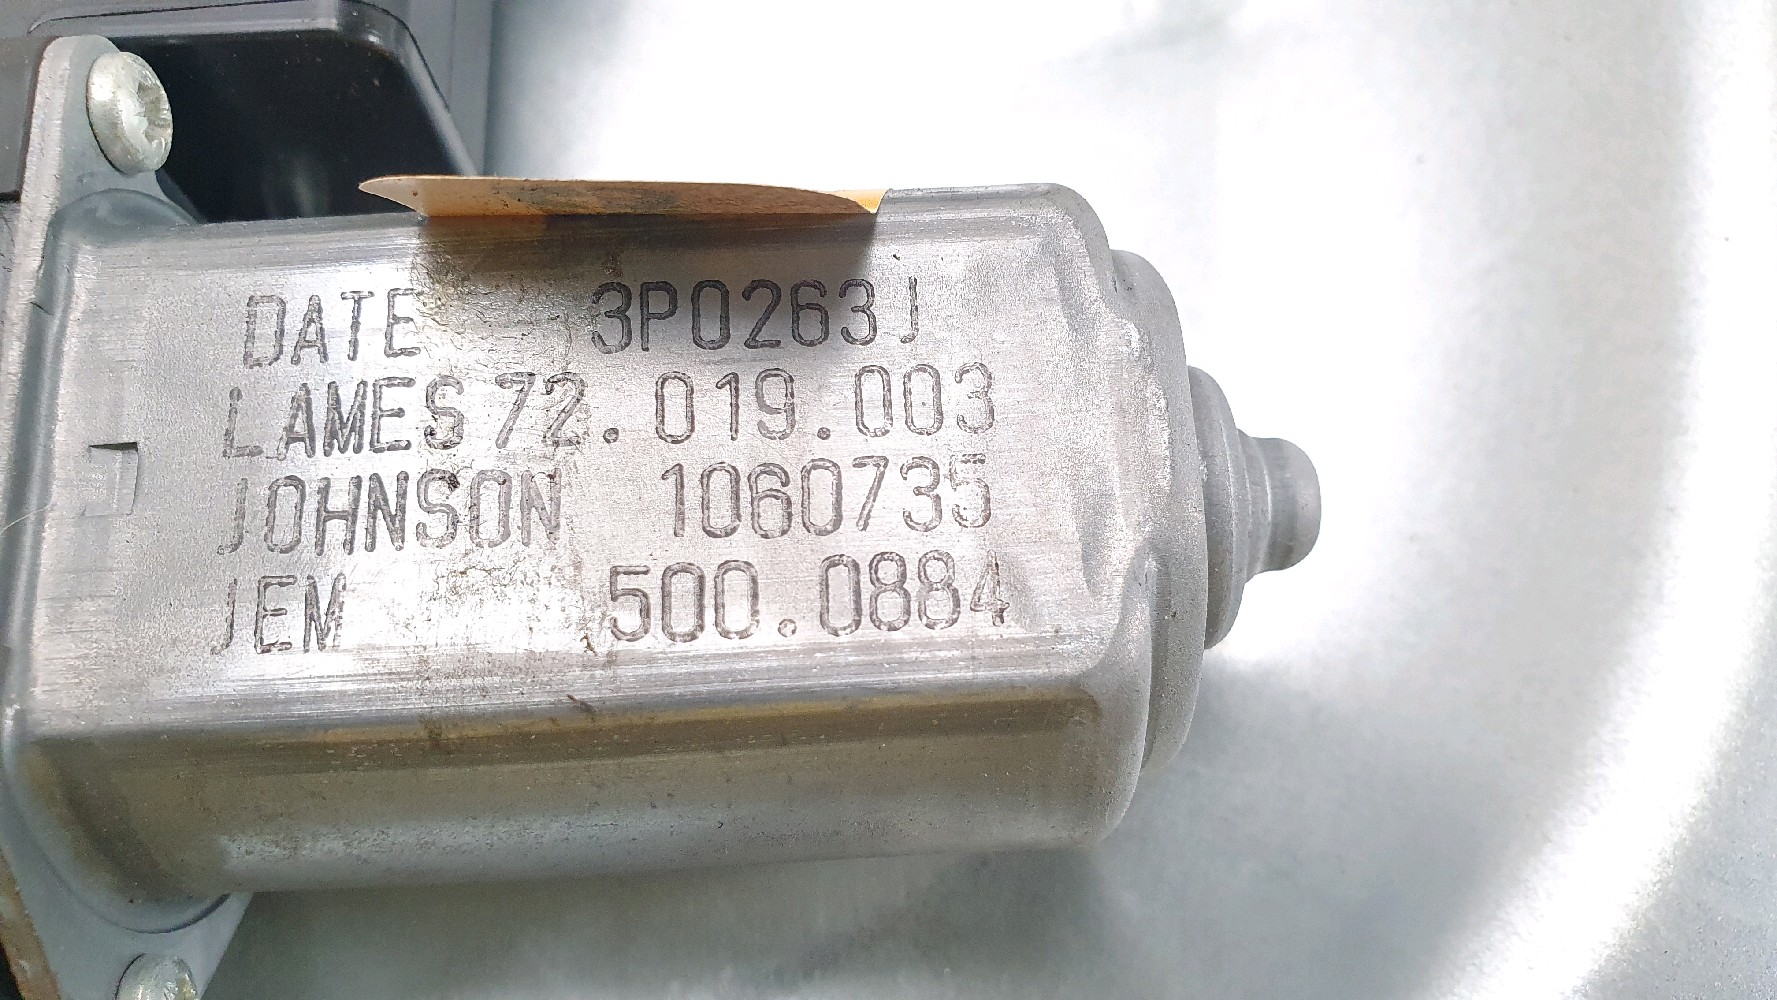 DATE 3P0263J
LAMES 72.019.003
JOHNSON 1060735
JEM 500.0884